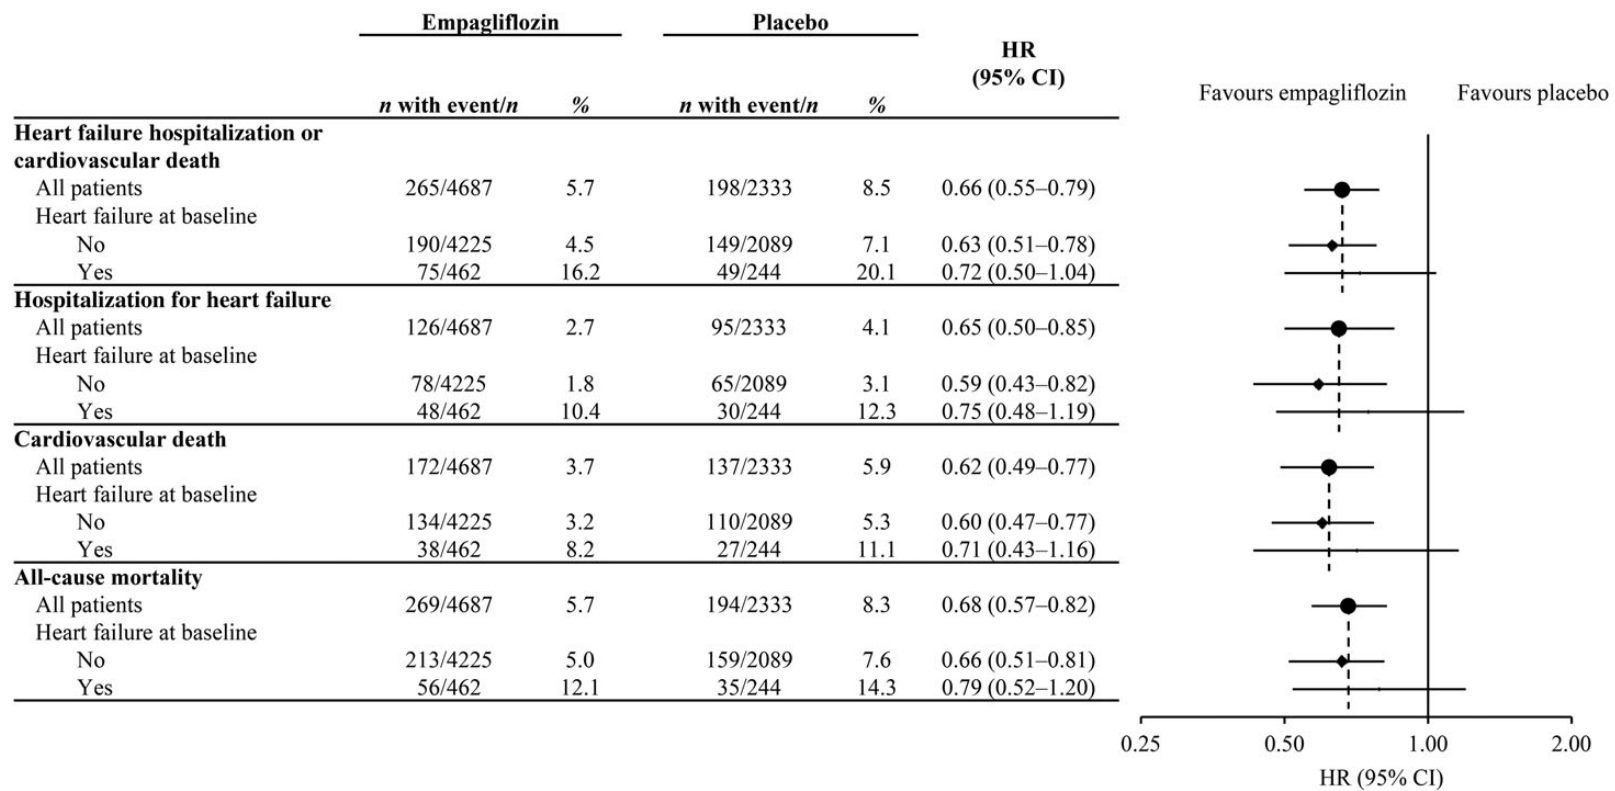 Empagliflozin Placebo
HR
(95% CI)
Favours empagliflozin Favours placebo
n with event/n % n with event/n %
Heart failure hospitalization or
cardiovascular death
All patients 265/4687 5.7 198/2333 8.5 0.66 (0.55–0.79)
Heart failure at baseline
No 190/4225 4.5 149/2089 7.1 0.63 (0.51–0.78)
Yes 75/462 16.2 49/244 20.1 0.72 (0.50–1.04)
Hospitalization for heart failure
All patients 126/4687 2.7 95/2333 4.1 0.65 (0.50–0.85)
Heart failure at baseline
No 78/4225 1.8 65/2089 3.1 0.59 (0.43–0.82)
Yes 48/462 10.4 30/244 12.3 0.75 (0.48–1.19)
Cardiovascular death
All patients 172/4687 3.7 137/2333 5.9 0.62 (0.49–0.77)
Heart failure at baseline
No 134/4225 3.2 110/2089 5.3 0.60 (0.47–0.77)
Yes 38/462 8.2 27/244 11.1 0.71 (0.43–1.16)
All-cause mortality
All patients 269/4687 5.7 194/2333 8.3 0.68 (0.57–0.82)
Heart failure at baseline
No 213/4225 5.0 159/2089 7.6 0.66 (0.51–0.81)
Yes 56/462 12.1 35/244 14.3 0.79 (0.52–1.20)
0.25 0.50 1.00 2.00
HR (95% CI)